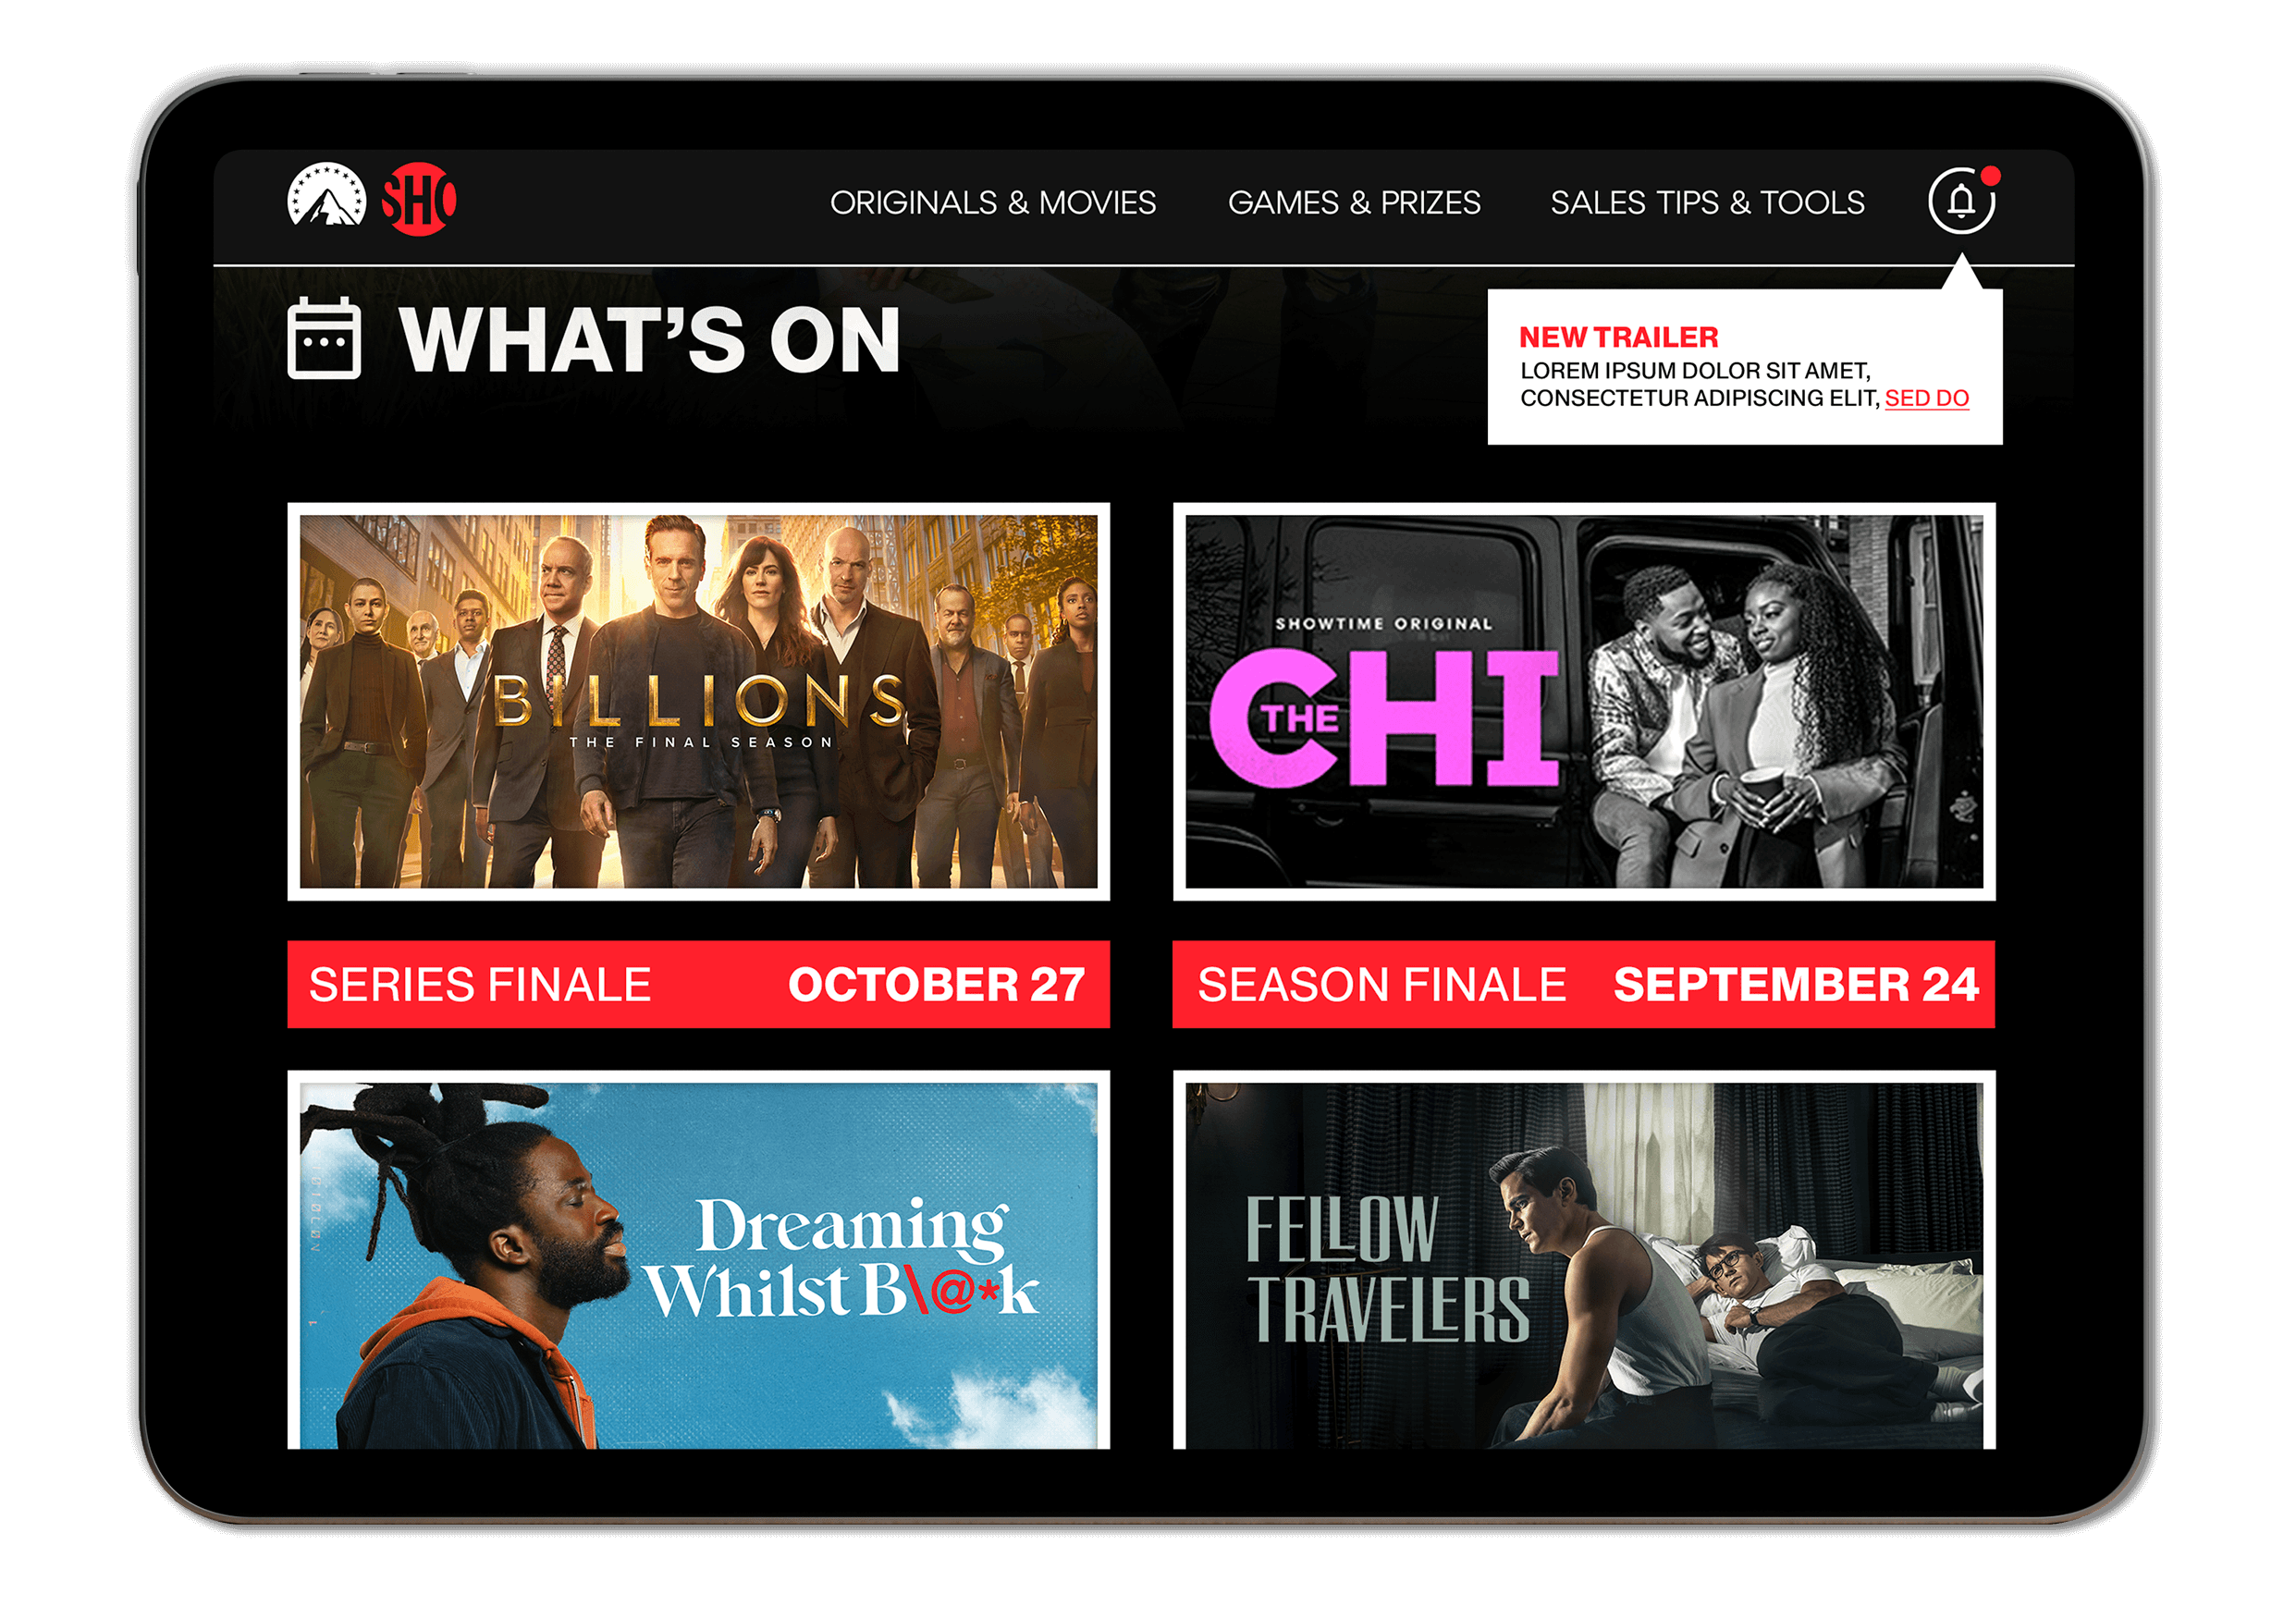 SHO
ORIGINALS & MOVIES
GAMES & PRIZES
SALES TIPS & TOOLS
WHAT'S ON
NEW TRAILER
LOREM IPSUM DOLOR SIT AMET,
CONSECTETUR ADIPISCING ELIT, SED DO
BILLIONS
THE FINAL SEASON
SHOWTIME ORIGINAL
THE CHI
SERIES FINALE
OCTOBER 27
SEASON FINALE
SEPTEMBER 24
Dreaming
Whilst B\@*k
FELLOW
TRAVELERS